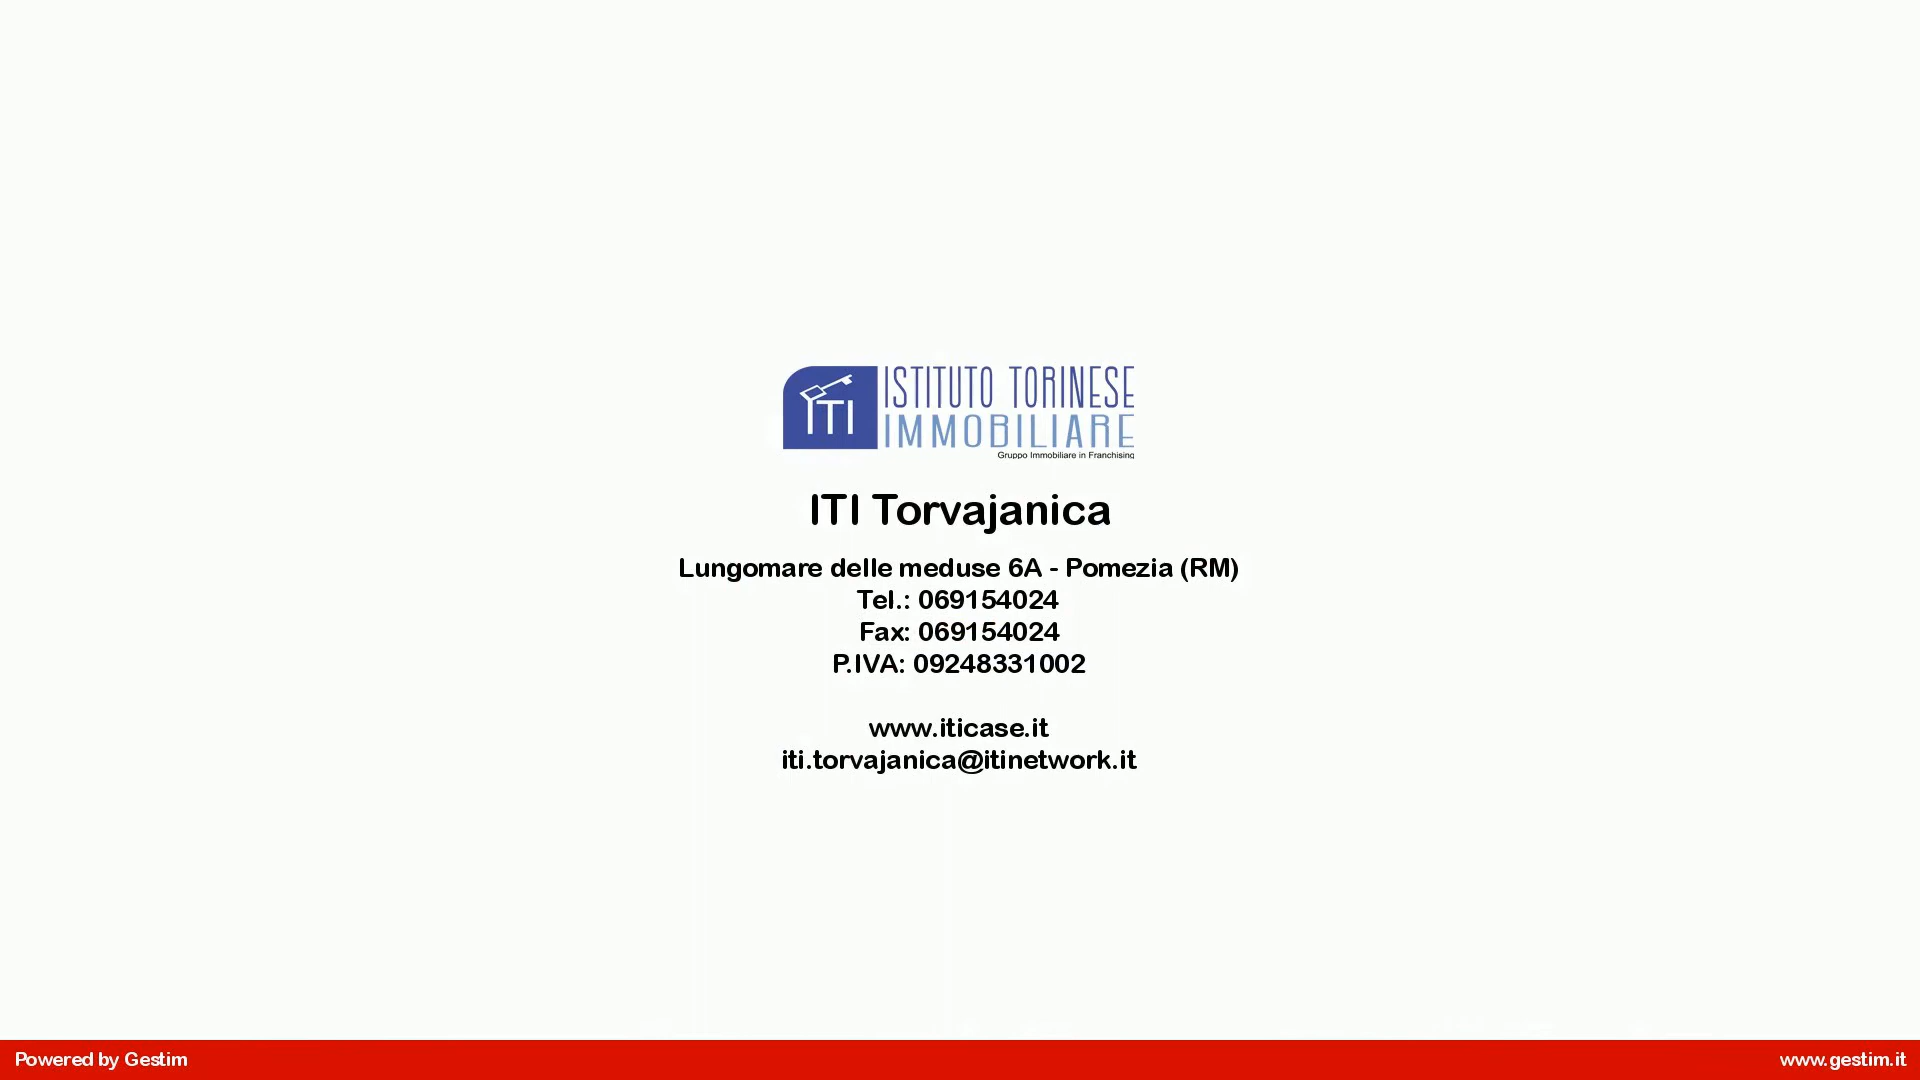 ITI
ISTITUTO TORINESE
IMMOBILIARE
Gruppo Immobiliare in Franchising
ITI Torvajanica
Lungomare delle meduse 6A - Pomezia (RM)
Tel.: 069154024
Fax: 069154024
P.IVA: 09248331002
www.iticase.it
iti.torvajanica@itinetwork.it
Powered by Gestim
www.gestim.it